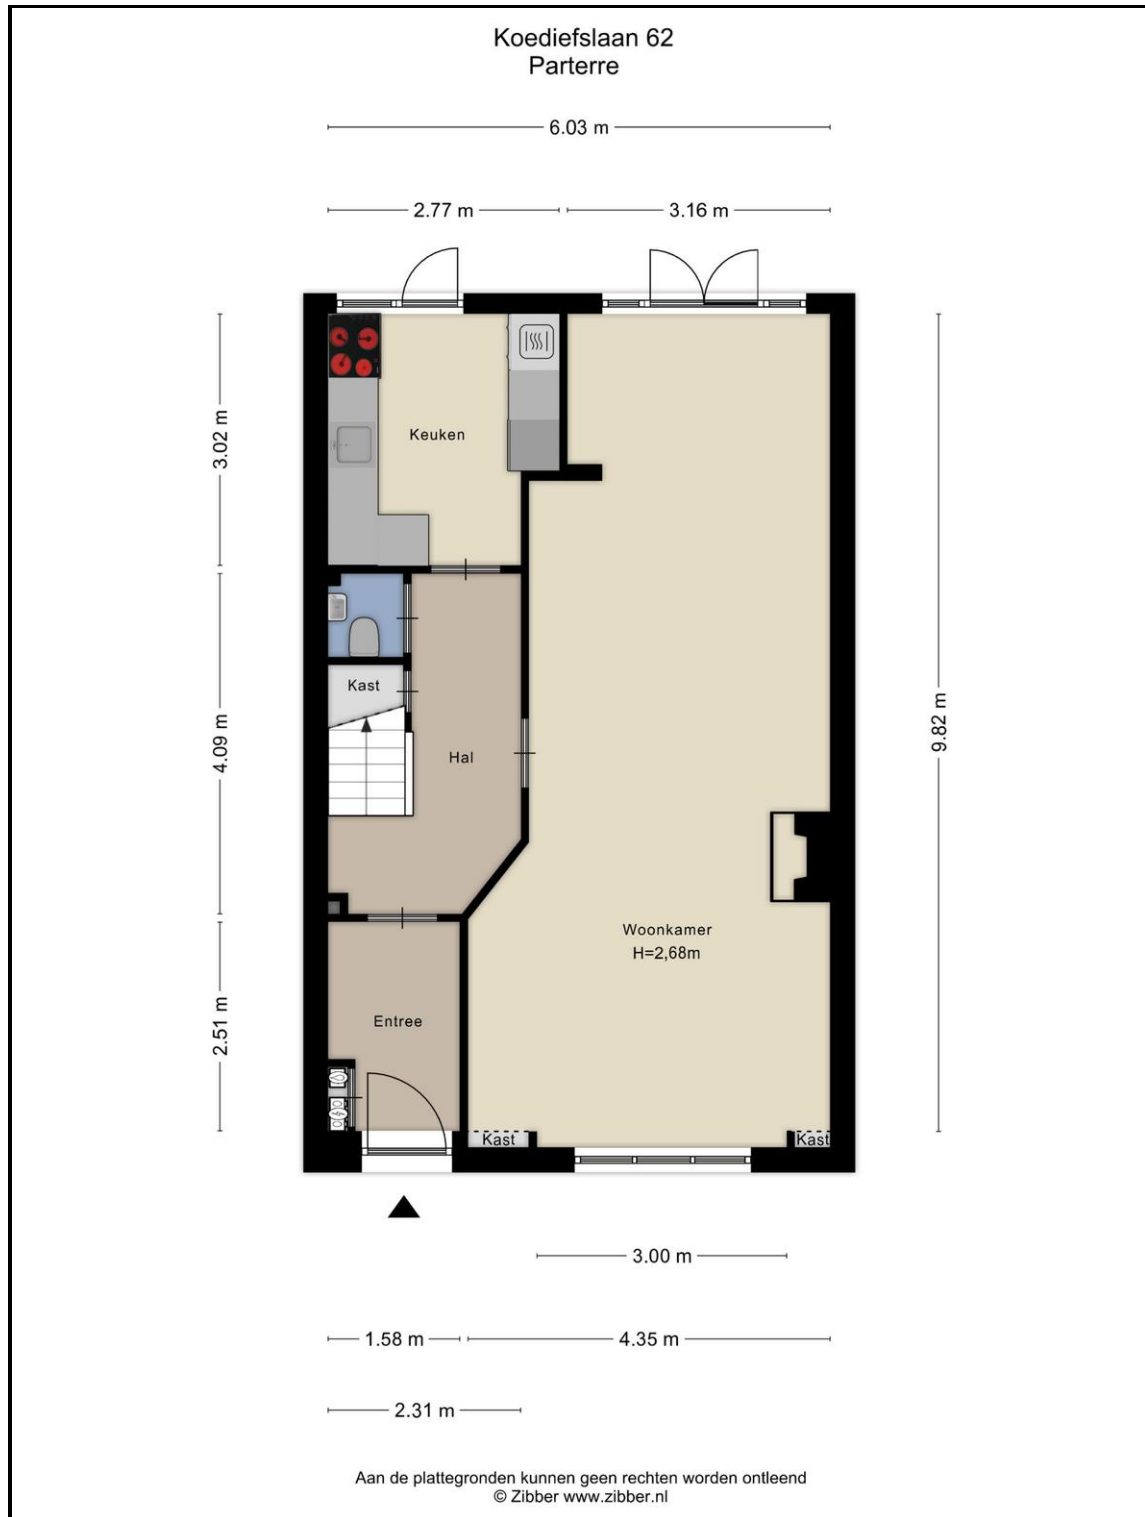 Koediefslaan 62
Parterre
6.03 m
2.77 m
3.16 m
Keuken
3.02 m
Kast
4.09 m
Hal
9.82 m
Woonkamer
H=2,68m
Entree
2.51 m
Kast
Kast
3.00 m
1.58 m
4.35 m
2.31 m
Aan de plattegronden kunnen geen rechten worden ontleend
© Zibber www.zibber.nl